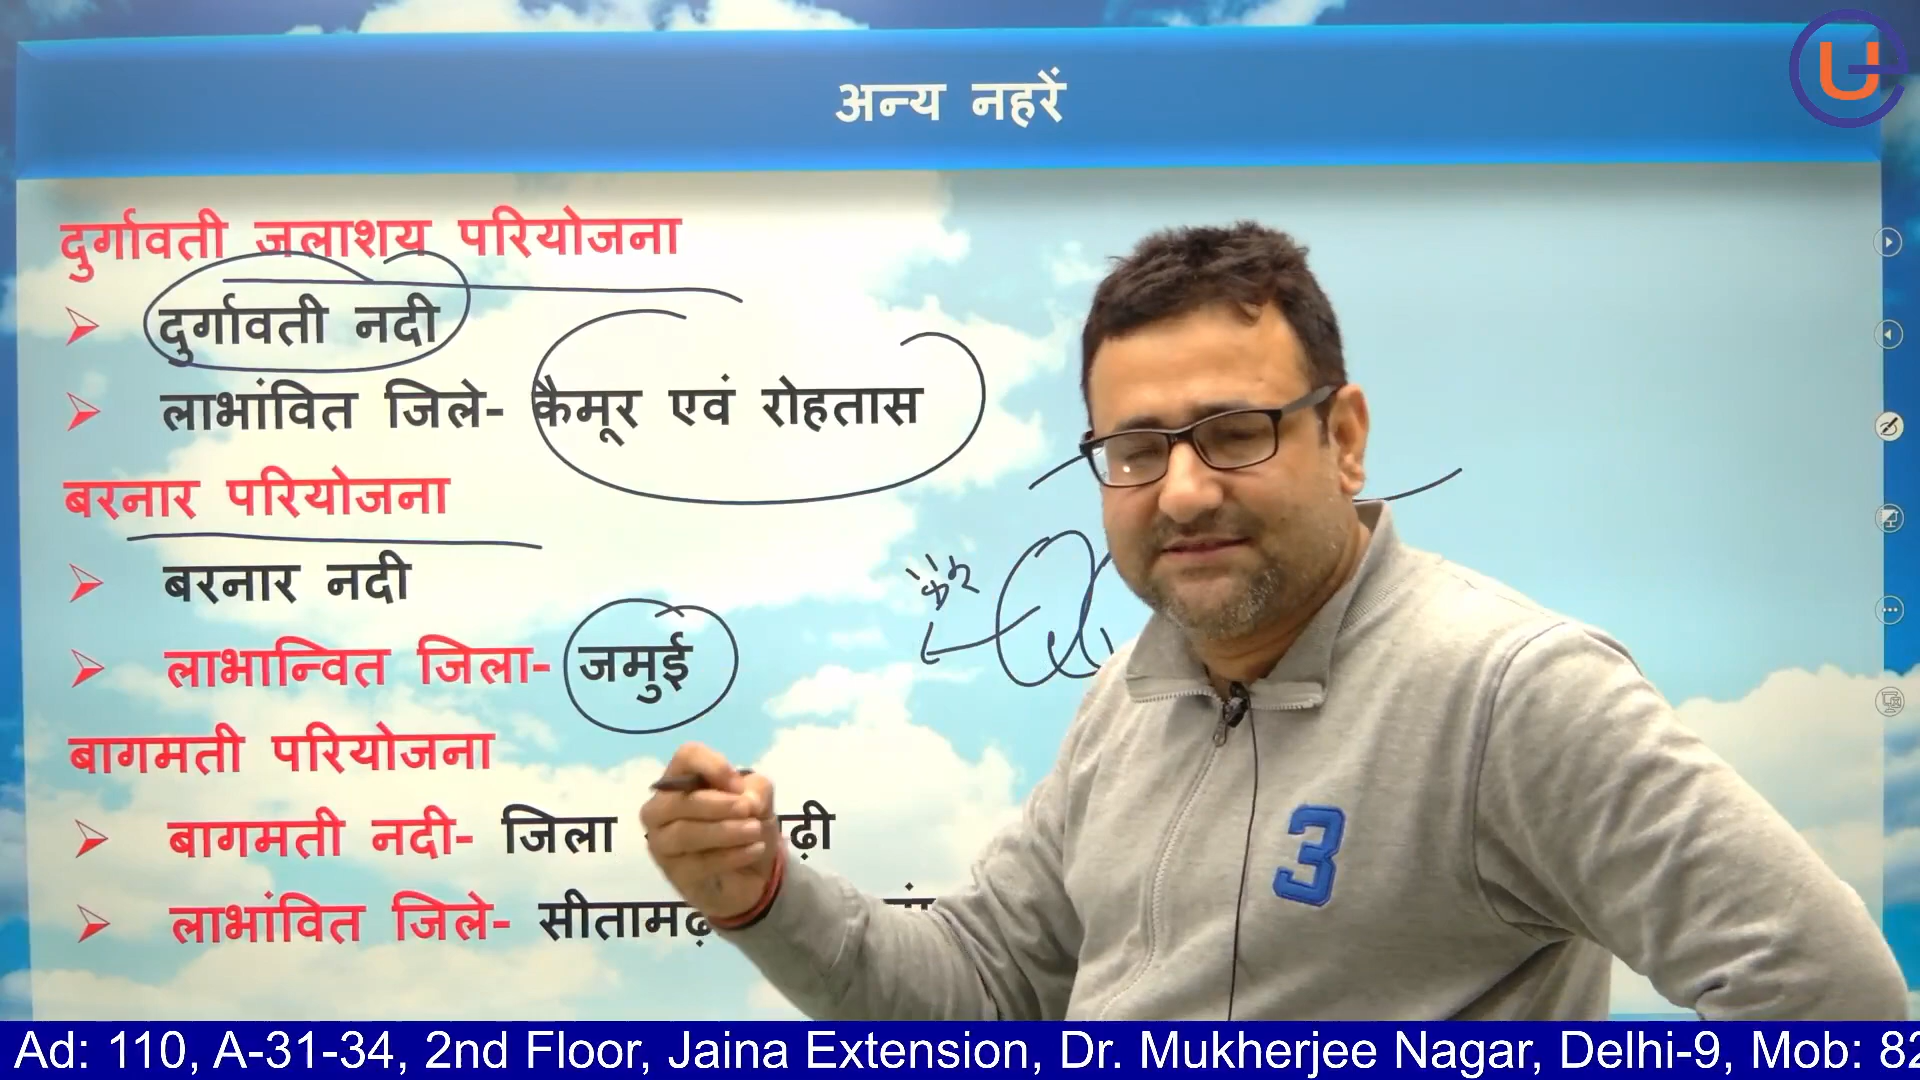 अन्य नहरें
दुर्गावती जलाशय परियोजना
दुर्गावती नदी
लाभांवित जिले- कैमूर एवं रोहतास
बरनार परियोजना
बरनार नदी
लाभान्वित जिला- जमुई
बागमती परियोजना
बागमती नदी- जिला
लाभांवित जिले-
3
Ad: 110, A-31-34, 2nd Floor, Jaina Extension, Dr. Mukherjee Nagar, Delhi-9, Mob: 82